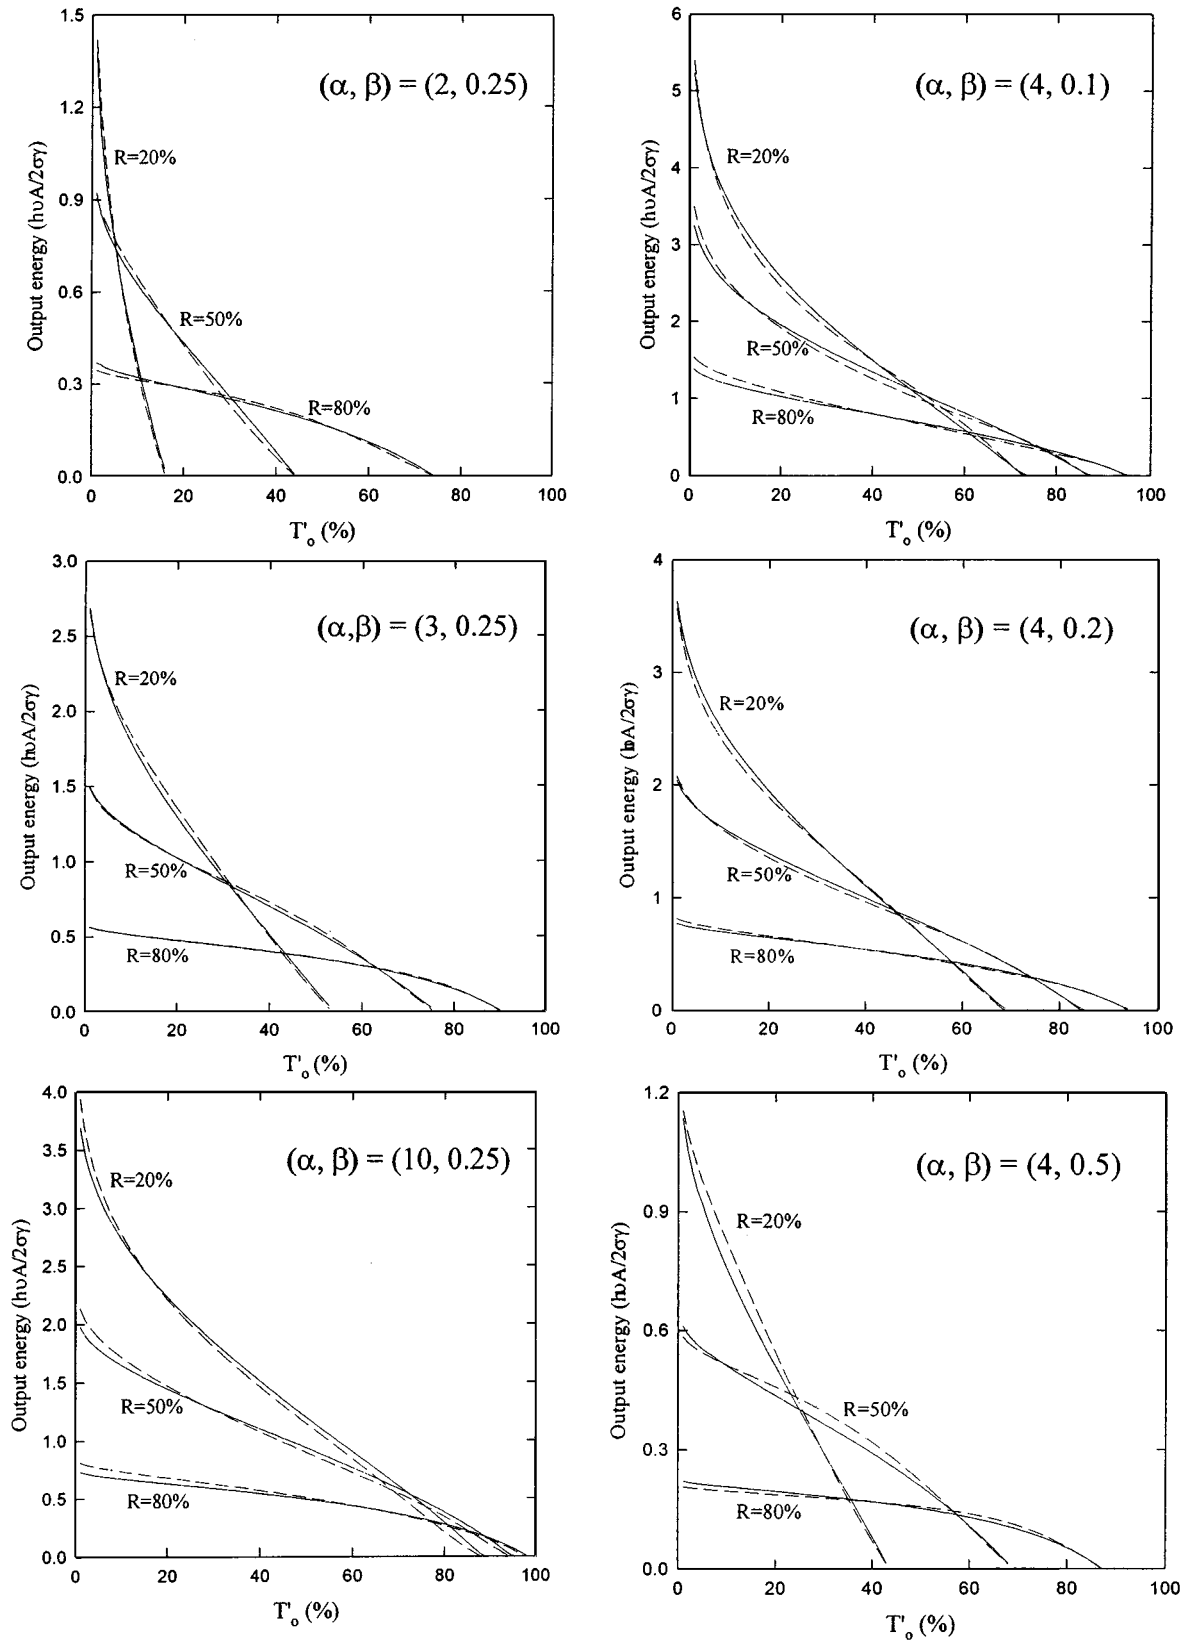 1.5
1.2
0.9
0.6
0.3
0.0
Output energy (hυA/2σγ)
(α, β) = (2, 0.25)
R=20%
R=50%
R=80%
0 20 40 60 80 100
T'o (%)
6
5
4
3
2
1
0
Output energy (hυA/2σγ)
(α, β) = (4, 0.1)
R=20%
R=50%
R=80%
0 20 40 60 80 100
T'o (%)
3.0
2.5
2.0
1.5
1.0
0.5
0.0
Output energy (hυA/2σγ)
(α,β) = (3, 0.25)
R=20%
R=50%
R=80%
0 20 40 60 80 100
T'o (%)
4
3
2
1
0
Output energy (hυA/2σγ)
(α, β) = (4, 0.2)
R=20%
R=50%
R=80%
0 20 40 60 80 100
T'o (%)
4.0
3.5
3.0
2.5
2.0
1.5
1.0
0.5
0.0
Output energy (hυA/2σγ)
(α, β) = (10, 0.25)
R=20%
R=50%
R=80%
0 20 40 60 80 100
T'o (%)
1.2
0.9
0.6
0.3
0.0
Output energy (hυA/2σγ)
(α, β) = (4, 0.5)
R=20%
R=50%
R=80%
0 20 40 60 80 100
T'o (%)